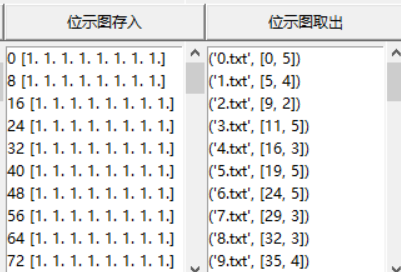 位示图存入
位示图取出
0 [1. 1. 1. 1. 1. 1. 1. 1.]
8 [1. 1. 1. 1. 1. 1. 1. 1.]
16 [1. 1. 1. 1. 1. 1. 1. 1.]
24 [1. 1. 1. 1. 1. 1. 1. 1.]
32 [1. 1. 1. 1. 1. 1. 1. 1.]
40 [1. 1. 1. 1. 1. 1. 1. 1.]
48 [1. 1. 1. 1. 1. 1. 1. 1.]
56 [1. 1. 1. 1. 1. 1. 1. 1.]
64 [1. 1. 1. 1. 1. 1. 1. 1.]
72 [1. 1. 1. 1. 1. 1. 1. 1.]
('0.txt', [0, 5])
('1.txt', [5, 4])
('2.txt', [9, 2])
('3.txt', [11, 5])
('4.txt', [16, 3])
('5.txt', [19, 5])
('6.txt', [24, 5])
('7.txt', [29, 3])
('8.txt', [32, 3])
('9.txt', [35, 4])